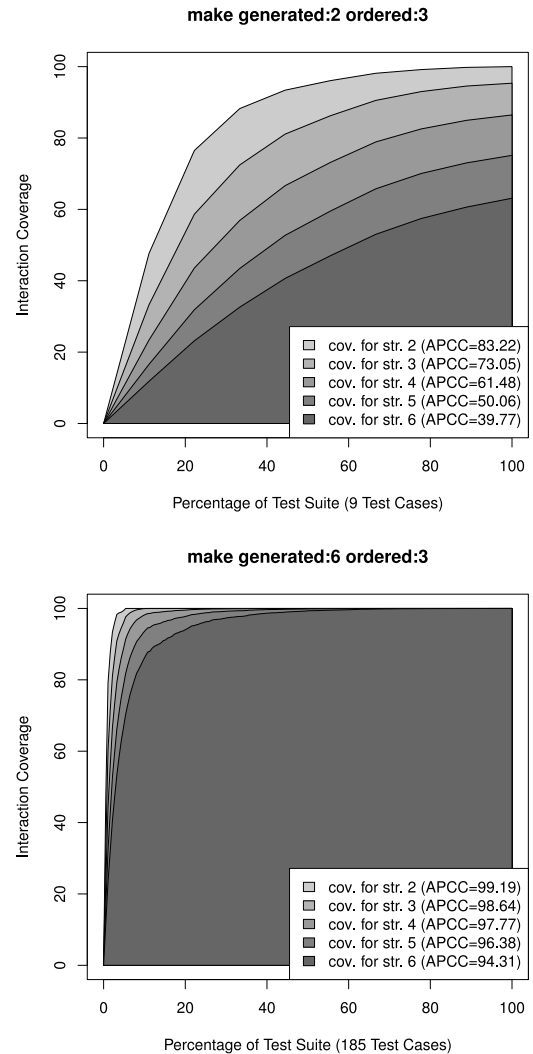 make generated:2 ordered:3
100
80
60
40
20
0
Interaction Coverage
cov. for str. 2 (APCC=83.22)
cov. for str. 3 (APCC=73.05)
cov. for str. 4 (APCC=61.48)
cov. for str. 5 (APCC=50.06)
cov. for str. 6 (APCC=39.77)
0 20 40 60 80 100
Percentage of Test Suite (9 Test Cases)
make generated:6 ordered:3
100
80
60
40
20
0
Interaction Coverage
cov. for str. 2 (APCC=99.19)
cov. for str. 3 (APCC=98.64)
cov. for str. 4 (APCC=97.77)
cov. for str. 5 (APCC=96.38)
cov. for str. 6 (APCC=94.31)
0 20 40 60 80 100
Percentage of Test Suite (185 Test Cases)